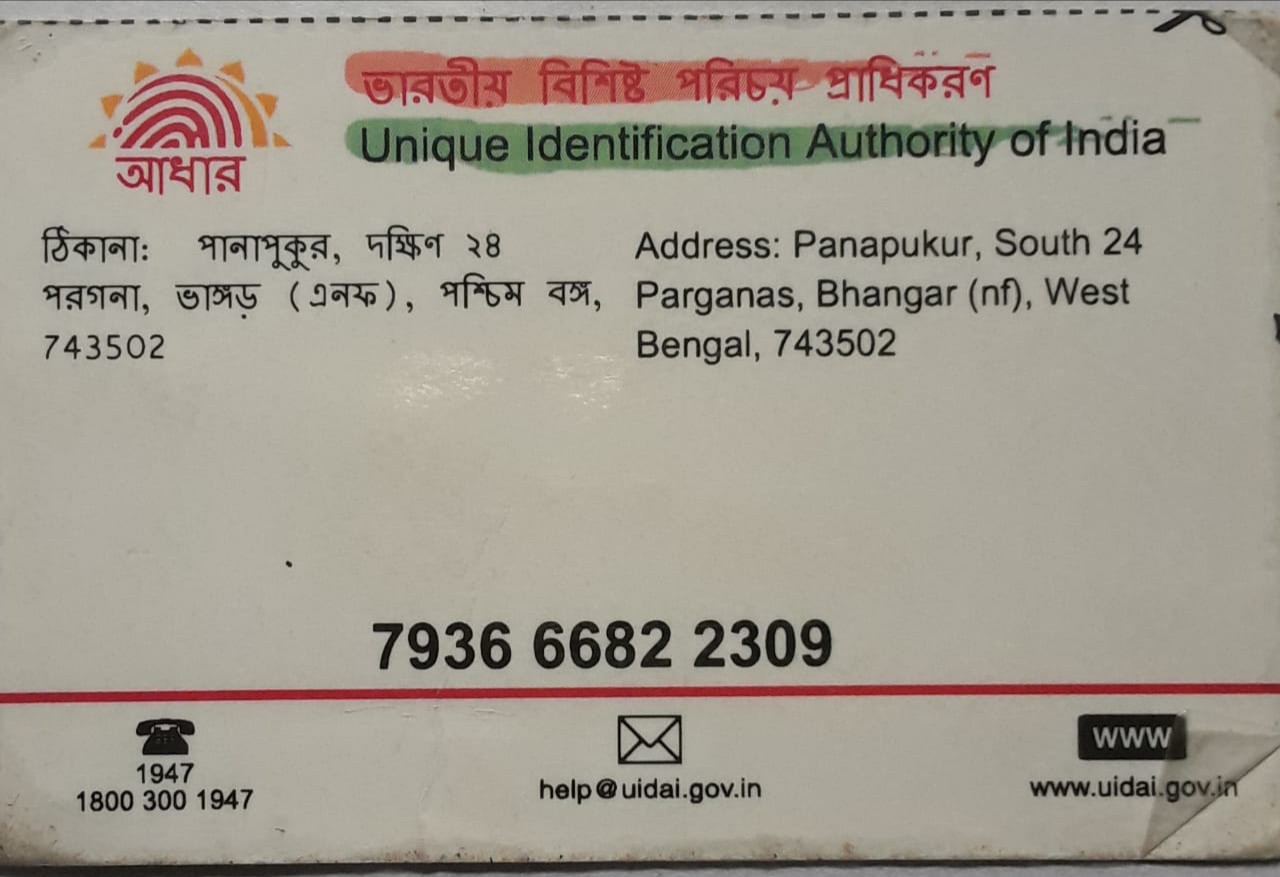 ভারতীয় বিশিষ্ট পরিচয় প্রাধিকরণ
Unique Identification Authority of India
আধার
ঠিকানা: পানাপুকুর, দক্ষিণ ২৪
পরগনা, ভাঙ্গড় (এনফ), পশ্চিম বঙ্গ,
743502
Address: Panapukur, South 24
Parganas, Bhangar (nf), West
Bengal, 743502
7936 6682 2309
1947
1800 300 1947
help@uidai.gov.in
WWW
www.uidai.gov.in